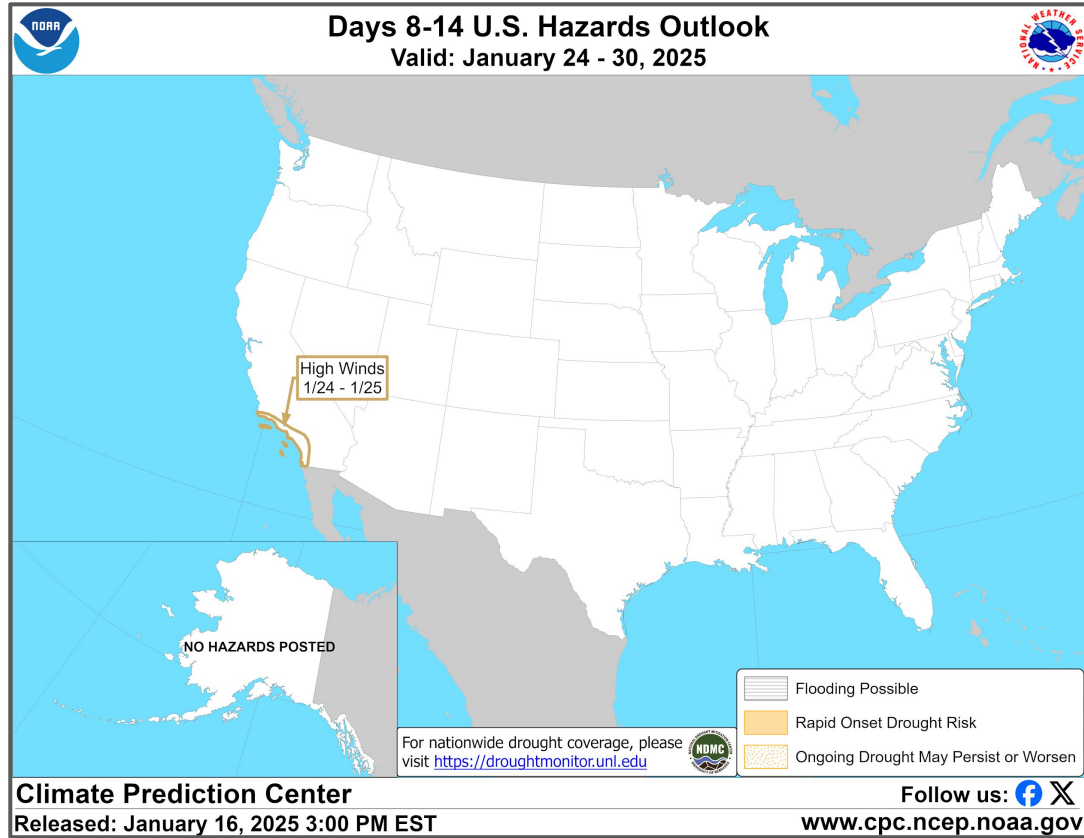 NOAA
Days 8-14 U.S. Hazards Outlook
Valid: January 24 - 30, 2025
NATIONAL WEATHER SERVICE
High Winds
1/24 - 1/25
NO HAZARDS POSTED
For nationwide drought coverage, please
visit https://droughtmonitor.unl.edu
NDMC
Flooding Possible
Rapid Onset Drought Risk
Ongoing Drought May Persist or Worsen
Climate Prediction Center
Follow us:
Released: January 16, 2025 3:00 PM EST
www.cpc.ncep.noaa.gov